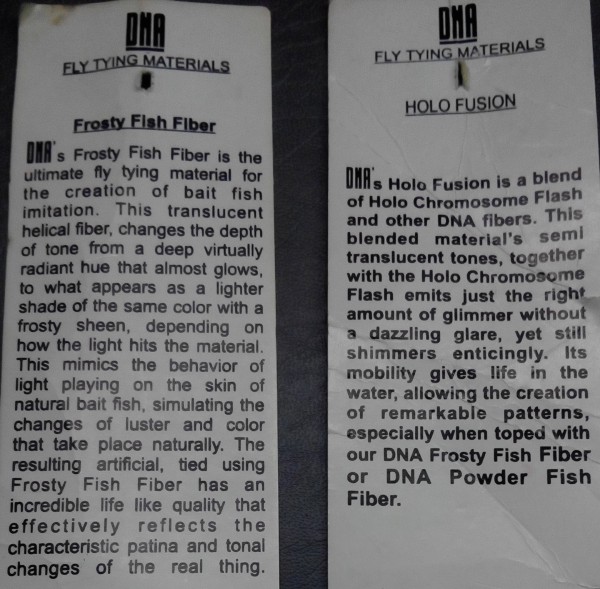 DNA
FLY TYING MATERIALS
Frosty Fish Fiber
DNA's Frosty Fish Fiber is the
ultimate fly tying material for
the creation of bait fish
imitation. This translucent
helical fiber, changes the depth
of tone from a deep virtually
radiant hue that almost glows,
to what appears as a lighter
shade of the same color with a
frosty sheen, depending on
how the light hits the material.
This mimics the behavior of
light playing on the skin of
natural bait fish, simulating the
changes of luster and color
that take place naturally. The
resulting artificial, tied using
Frosty Fish Fiber has an
incredible life like quality that
effectively reflects the
characteristic patina and tonal
changes of the real thing.
DNA
FLY TYING MATERIALS
HOLO FUSION
DNA's Holo Fusion is a blend
of Holo Chromosome Flash
and other DNA fibers. This
blended material's semi
translucent tones, together
with the Holo Chromosome
Flash emits just the right
amount of glimmer without
a dazzling glare, yet still
shimmers enticingly. Its
mobility gives life in the
water, allowing the creation
of remarkable patterns,
especially when toped with
our DNA Frosty Fish Fiber
or DNA Powder Fish
Fiber.